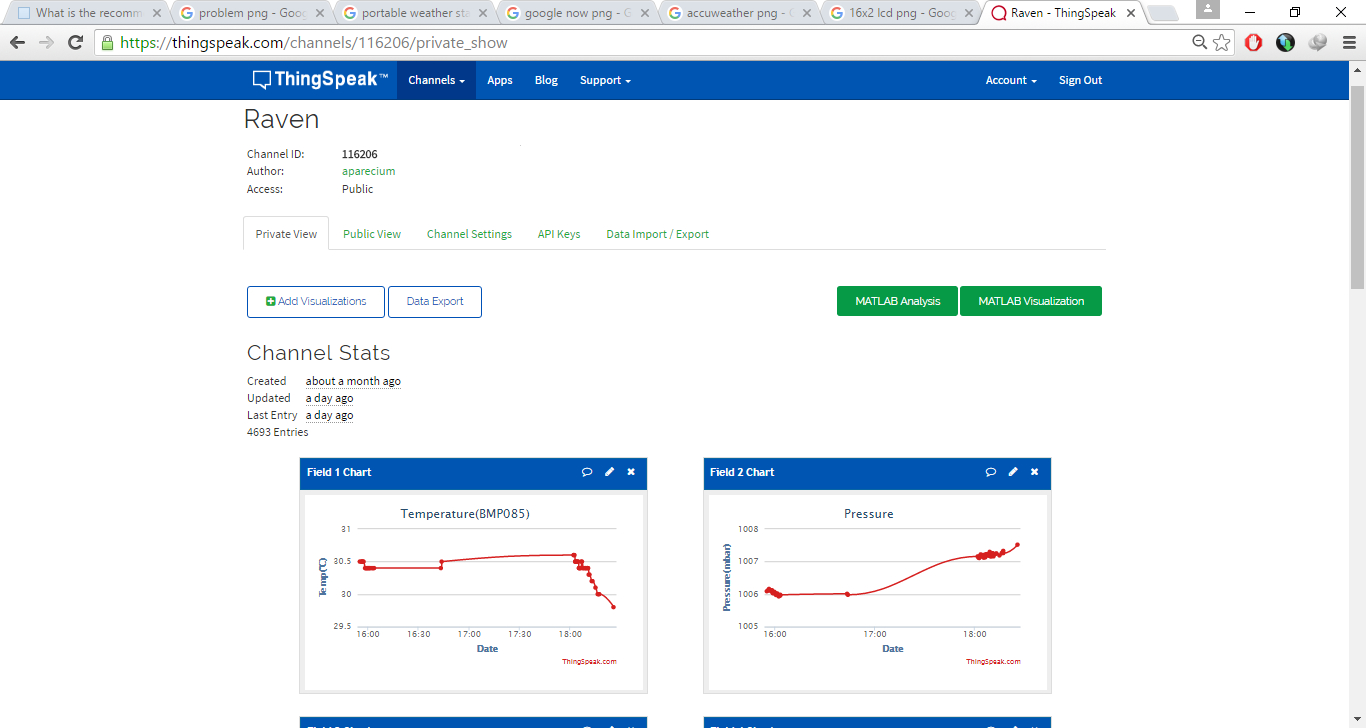 What is the recomm
problem png - Goog
portable weather sta
google now png - G
accuweather png - G
16x2 lcd png - Goog
Raven - ThingSpeak
https://thingspeak.com/channels/116206/private_show
ThingSpeak™ Channels Apps Blog Support Account Sign Out
Raven
Channel ID: 116206
Author: aparecium
Access: Public
Private View Public View Channel Settings API Keys Data Import / Export
Add Visualizations Data Export MATLAB Analysis MATLAB Visualization
Channel Stats
Created about a month ago
Updated a day ago
Last Entry a day ago
4693 Entries
Field 1 Chart
Temperature(BMP085)
Temp(°C)
31
30.5
30
29.5
16:00 16:30 17:00 17:30 18:00
Date
ThingSpeak.com
Field 2 Chart
Pressure
Pressure(mbar)
1008
1007
1006
1005
16:00 17:00 18:00
Date
ThingSpeak.com